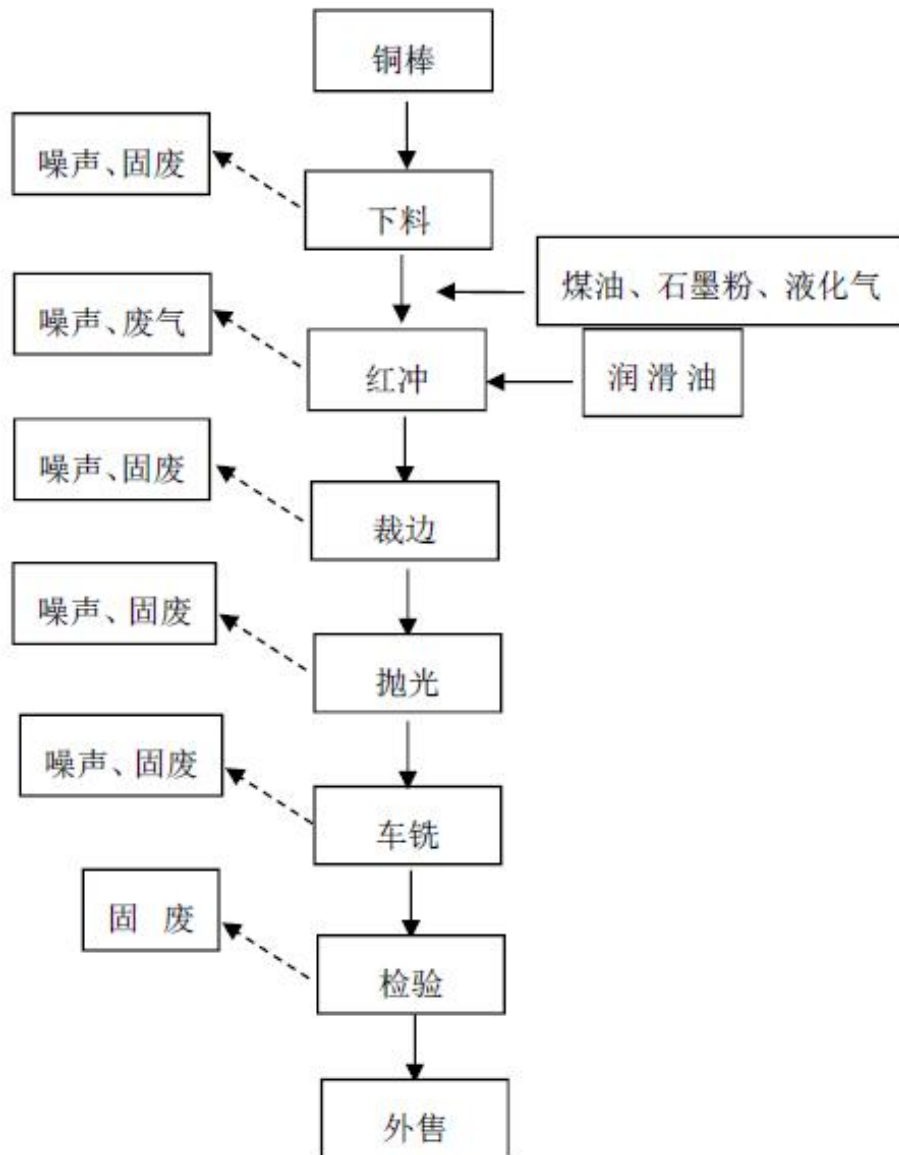 铜棒
噪声、固废
下料
煤油、石墨粉、液化气
噪声、废气
红冲
润滑油
噪声、固废
裁边
噪声、固废
抛光
噪声、固废
车铣
固 废
检验
外售